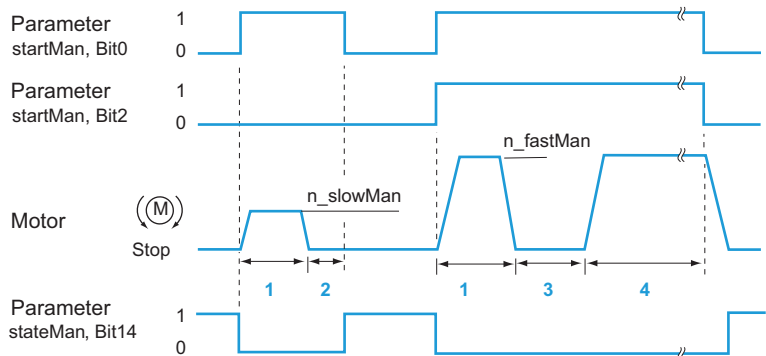 Parameter
startMan, Bit0
1
0
Parameter
startMan, Bit2
1
0
n_fastMan
n_slowMan
Motor
M
Stop
1
2
1
3
4
Parameter
stateMan, Bit14
1
0